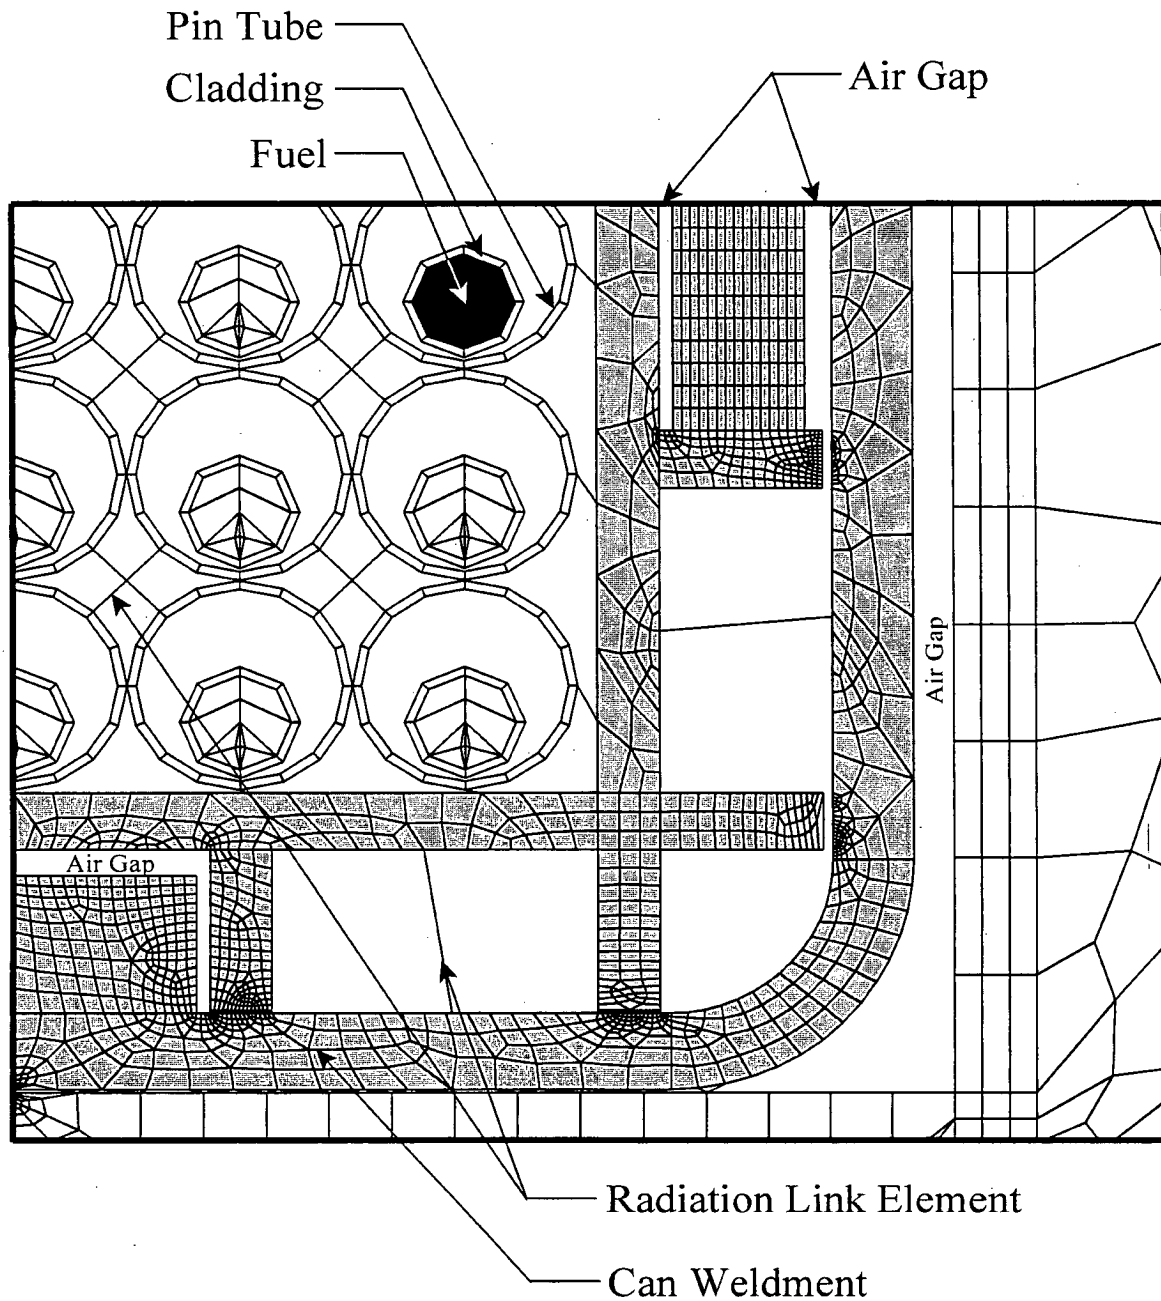 Pin Tube
Cladding
Fuel
Air Gap
Air Gap
Air Gap
Radiation Link Element
Can Weldment